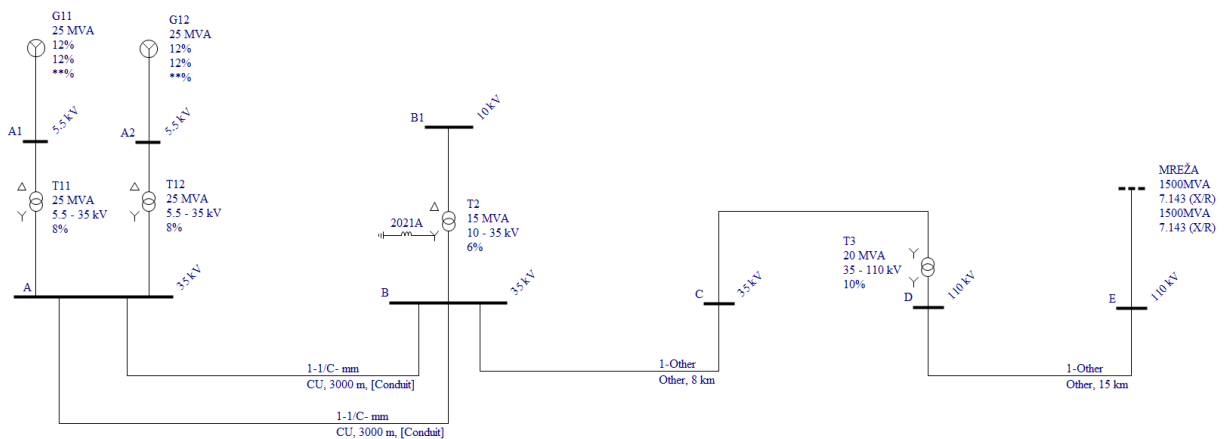 G11
25 MVA
12%
12%
**%
G12
25 MVA
12%
12%
**%
A1
5.5 kV
A2
5.5 kV
T11
25 MVA
5.5 - 35 kV
8%
T12
25 MVA
5.5 - 35 kV
8%
A
35 kV
B1
10 kV
2021A
T2
15 MVA
10 - 35 kV
6%
B
35 kV
C
35 kV
T3
20 MVA
35 - 110 kV
10%
D
110 kV
MREŽA
1500MVA
7.143 (X/R)
1500MVA
7.143 (X/R)
E
110 kV
1-1/C- mm
CU, 3000 m, [Conduit]
1-1/C- mm
CU, 3000 m, [Conduit]
1-Other
Other, 8 km
1-Other
Other, 15 km